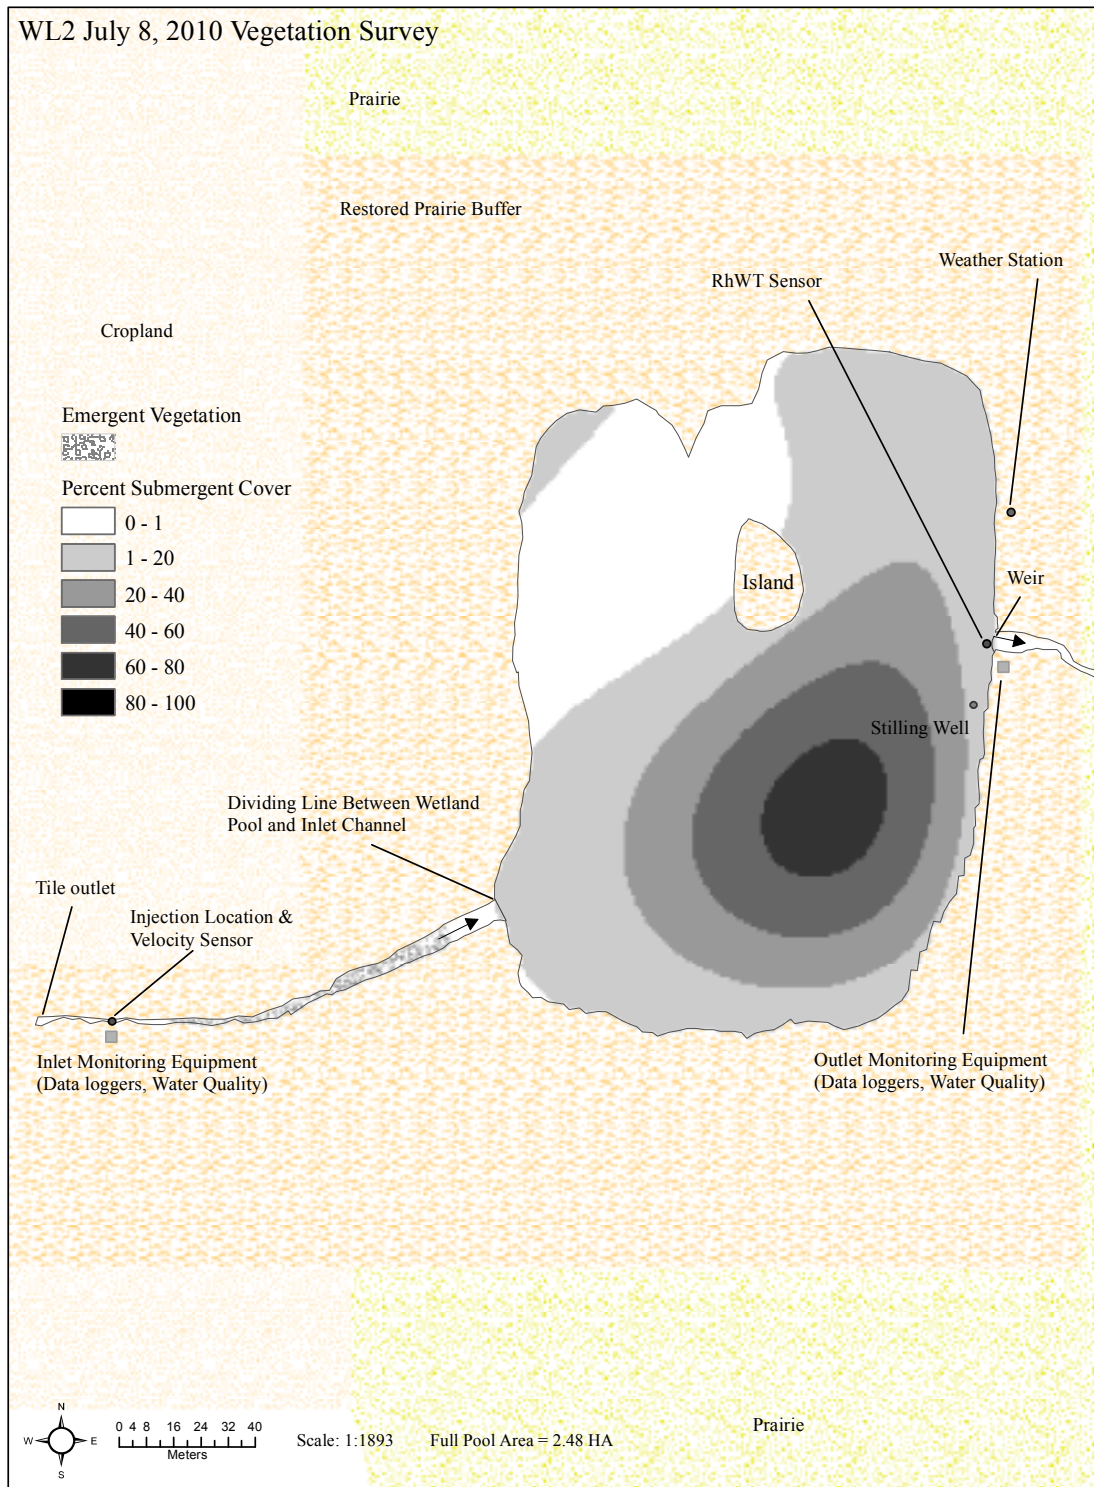 WL2 July 8, 2010 Vegetation Survey
Prairie
Restored Prairie Buffer
Weather Station
RhWT Sensor
Cropland
Emergent Vegetation
Percent Submergent Cover
0 - 1
1 - 20
20 - 40
40 - 60
60 - 80
80 - 100
Island
Weir
Stilling Well
Dividing Line Between Wetland
Pool and Inlet Channel
Tile outlet
Injection Location &
Velocity Sensor
Inlet Monitoring Equipment
(Data loggers, Water Quality)
Outlet Monitoring Equipment
(Data loggers, Water Quality)
Prairie
N
W E
S
0 4 8 16 24 32 40
Meters
Scale: 1:1893 Full Pool Area = 2.48 HA